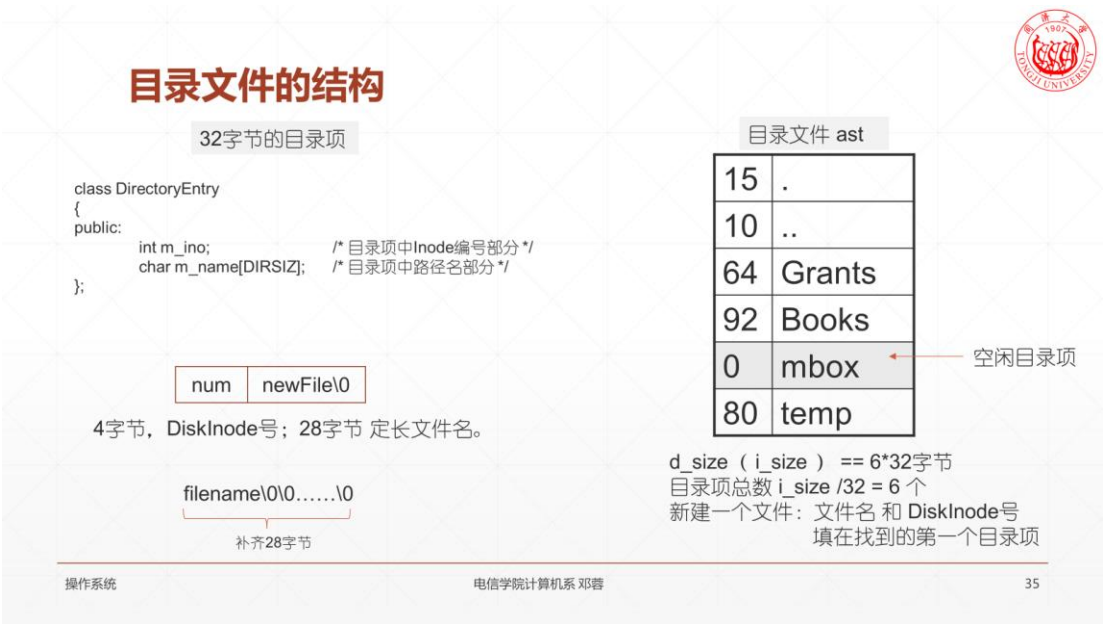 同济大学
1907
TONGJI UNIVERSITY
目录文件的结构
32字节的目录项
class DirectoryEntry
{
public:
int m_ino; /* 目录项中Inode编号部分 */
char m_name[DIRSIZ]; /* 目录项中路径名部分 */
};
num newFile\0
4字节，DiskInode号；28字节 定长文件名。
filename\0\0……\0
补齐28字节
目录文件 ast
15 .
10 ..
64 Grants
92 Books
0 mbox
空闲目录项
80 temp
d_size （ i_size ） == 6*32字节
目录项总数 i_size /32 = 6 个
新建一个文件：文件名 和 DiskInode号
填在找到的第一个目录项
操作系统
电信学院计算机系 邓蓉
35